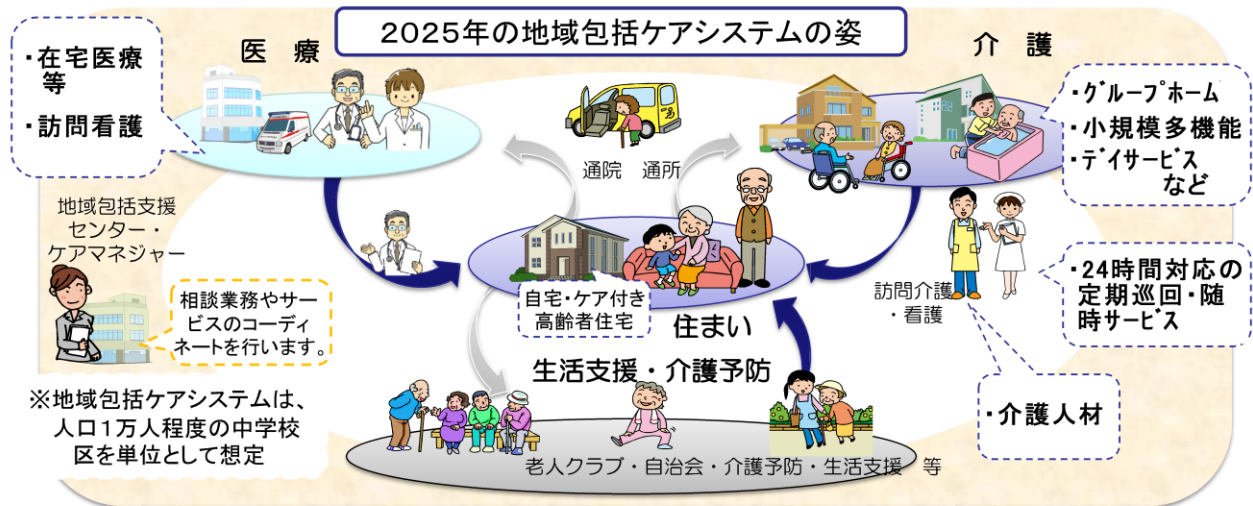 2025年の地域包括ケアシステムの姿
医　療
介　護
・在宅医療
等
・訪問看護
・グループホーム
・小規模多機能
・デイサービス
など
通院　通所
地域包括支援
センター・
ケアマネジャー
相談業務やサー
ビスのコーディ
ネートを行います。
自宅・ケア付き
高齢者住宅
住まい
訪問介護
・看護
・24時間対応の
定期巡回・随
時サービス
生活支援・介護予防
・介護人材
※地域包括ケアシステムは、
人口1万人程度の中学校
区を単位として想定
老人クラブ・自治会・介護予防・生活支援　等